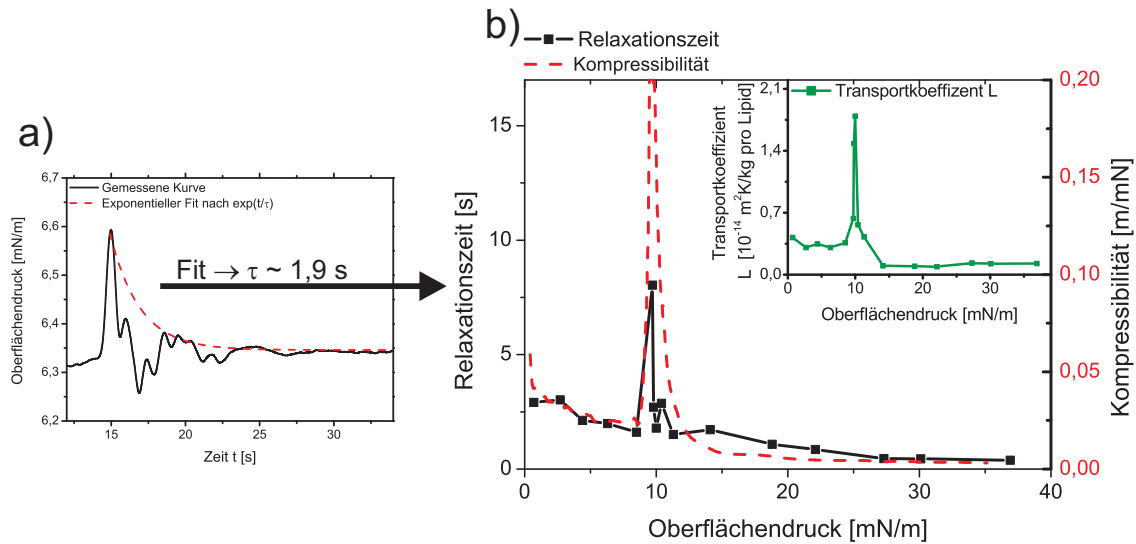 a)
6,7
6,6
6,5
6,4
6,3
6,2
Oberflächendruck [mN/m]
Gemessene Kurve
Exponentieller Fit nach exp(t/τ)
15
20
25
30
Zeit t [s]
Fit → τ ~ 1,9 s
b)
Relaxationszeit
Kompressibilität
15
10
5
0
Relaxationszeit [s]
0
10
20
30
40
Oberflächendruck [mN/m]
0,20
0,15
0,10
0,05
0,00
Kompressibilität [m/mN]
Transportkoeffizent L
2,1
1,4
0,7
0,0
Transportkoeffizient
L [10⁻¹⁴ m²K/kg pro Lipid]
0
10
20
30
Oberflächendruck [mN/m]